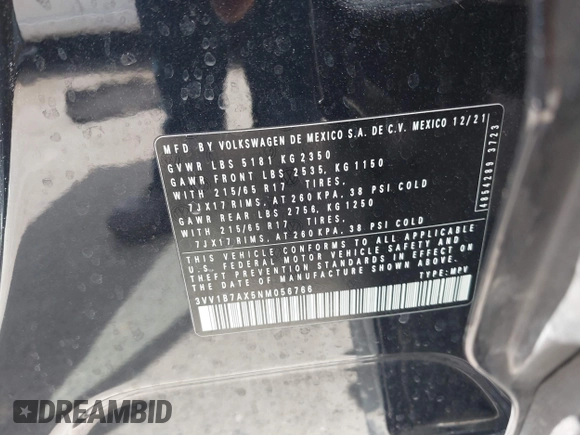 MFD BY VOLKSWAGEN DE MEXICO S.A. DE C.V. MEXICO 12/21
GVWR LBS 5181 KG 2350
GAWR FRONT LBS 2535, KG 1150
WITH 215/65 R17 TIRES,
7JX17 RIMS, AT 260 KPA, 38 PSI COLD
GAWR REAR LBS 2756, KG 1250
WITH 215/65 R17 TIRES,
7JX17 RIMS, AT 260 KPA, 38 PSI COLD
THIS VEHICLE CONFORMS TO ALL APPLICABLE
U.S. FEDERAL MOTOR VEHICLE SAFETY AND
THEFT PREVENTION STANDARDS IN EFFECT ON
THE DATE OF MANUFACTURE SHOWN ABOVE.
3VV1B7AX5NM056766 TYPE: MPV
4854289 3723
DREAMBID